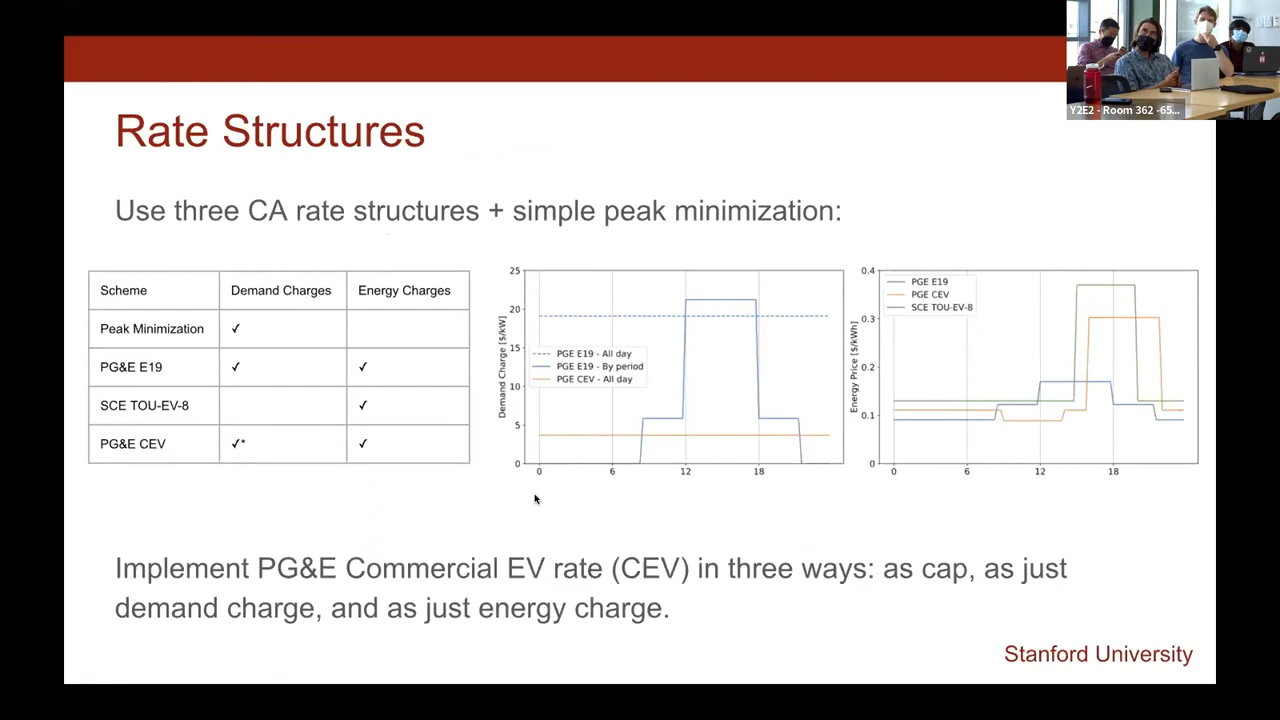 Y2E2 - Room 362 -65...
Rate Structures
Use three CA rate structures + simple peak minimization:
Scheme Demand Charges Energy Charges
Peak Minimization ✓
PG&E E19 ✓ ✓
SCE TOU-EV-8 ✓
PG&E CEV ✓* ✓
Demand Charge [$/kW]
25
20
15
10
5
0
PGE E19 - All day
PGE E19 - By period
PGE CEV - All day
0 6 12 18
Energy Price [$/kWh]
0.4
0.3
0.2
0.1
0
PGE E19
PGE CEV
SCE TOU-EV-8
0 6 12 18
Implement PG&E Commercial EV rate (CEV) in three ways: as cap, as just
demand charge, and as just energy charge.
Stanford University